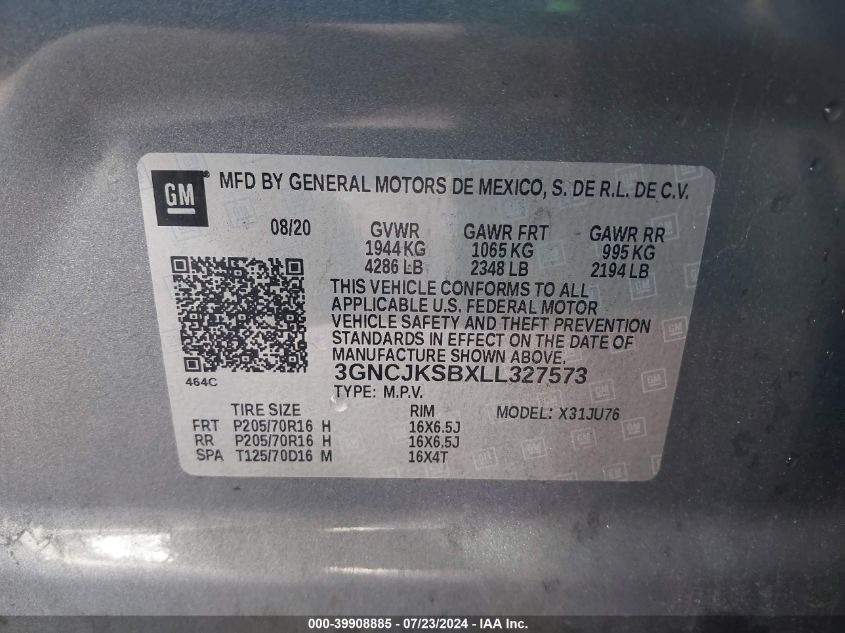 GM
MFD BY GENERAL MOTORS DE MEXICO, S. DE R.L. DE C.V.
08/20 GVWR GAWR FRT GAWR RR
1944 KG 1065 KG 995 KG
4286 LB 2348 LB 2194 LB
THIS VEHICLE CONFORMS TO ALL
APPLICABLE U.S. FEDERAL MOTOR
VEHICLE SAFETY AND THEFT PREVENTION
STANDARDS IN EFFECT ON THE DATE OF
MANUFACTURE SHOWN ABOVE.
464C
3GNCJKSBXLL327573
TYPE: M.P.V.
TIRE SIZE RIM MODEL: X31JU76
FRT P205/70R16 H 16X6.5J
RR P205/70R16 H 16X6.5J
SPA T125/70D16 M 16X4T
000-39908885 / 07/23/2024 - IAA Inc.